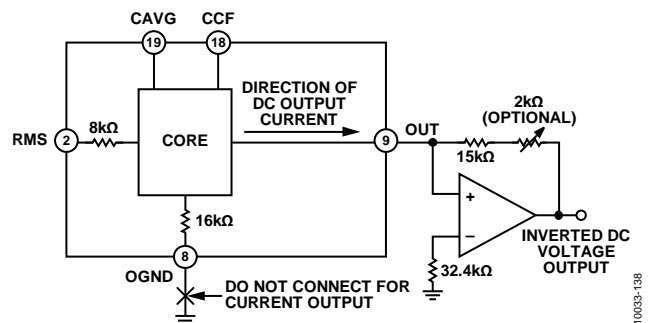 CAVG
CCF
19
18
DIRECTION OF
DC OUTPUT
CURRENT
2kΩ
(OPTIONAL)
RMS
2
8kΩ
CORE
9
OUT
15kΩ
16kΩ
+
−
8
OGND
32.4kΩ
INVERTED DC
VOLTAGE
OUTPUT
DO NOT CONNECT FOR
CURRENT OUTPUT
10033-138